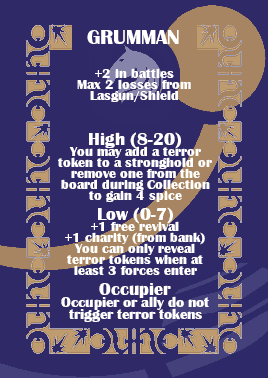 GRUMMAN
+2 in battles
Max 2 losses from
Lasgun/Shield
High (8-20)
You may add a terror
token to a stronghold or
remove one from the
board during Collection
to gain 4 spice
Low (0-7)
+1 free revival
+1 charity (from bank)
You can only reveal
terror tokens when at
least 3 forces enter
Occupier
Occupier or ally do not
trigger terror tokens